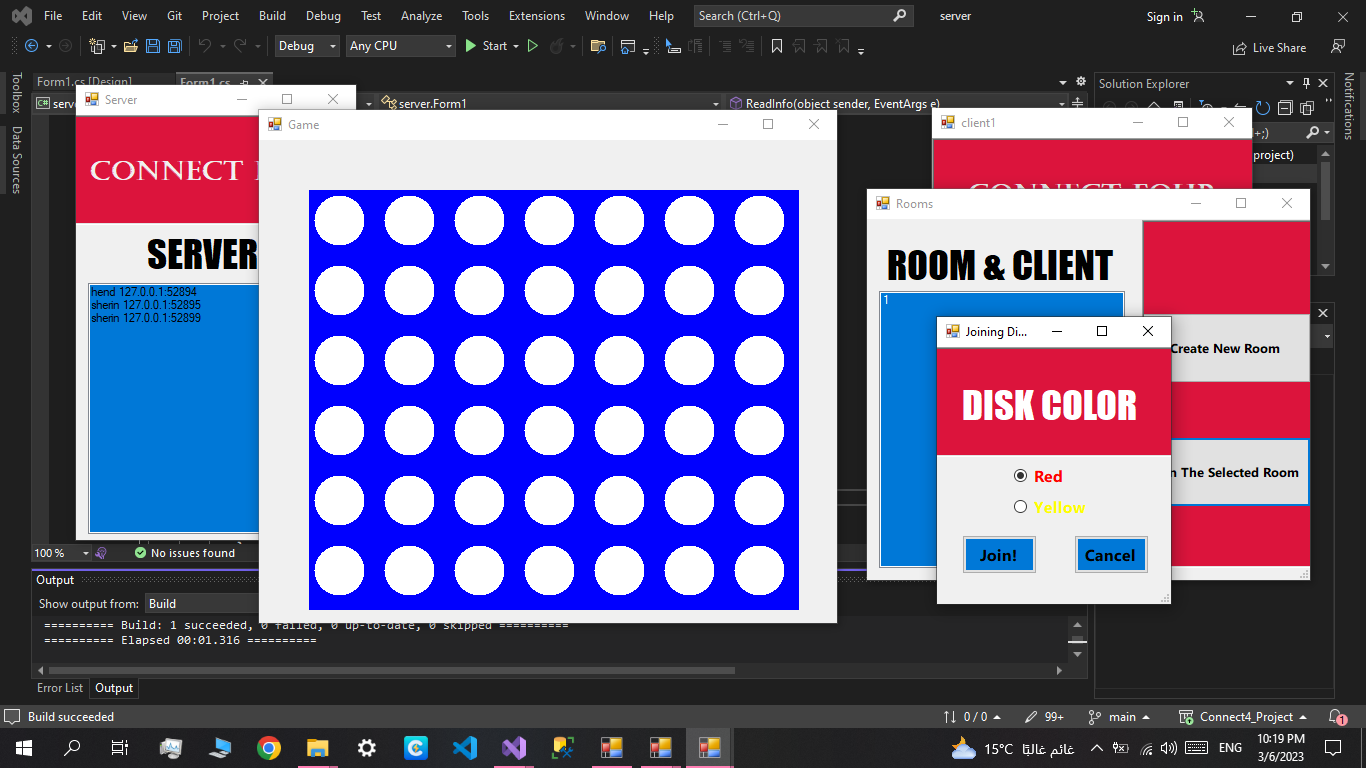 File Edit View Git Project Build Debug Test Analyze Tools Extensions Window Help Search (Ctrl+Q) server Sign in
Debug Any CPU Start Live Share
Form1.cs [Design] Form1.cs
server.Form1 ReadInfo(object sender, EventArgs e)
Toolbox
Data Sources
Notifications
Solution Explorer
project)
Server
CONNECT
SERVER
hend 127.0.0.1:52894
sherin 127.0.0.1:52895
sherin 127.0.0.1:52899
Game
client1
CONNECT FOUR
Rooms
ROOM & CLIENT
1
Create New Room
The Selected Room
Joining Di...
DISK COLOR
Red
Yellow
Join! Cancel
100 % No issues found
Output
Show output from: Build
========== Build: 1 succeeded, 0 failed, 0 up-to-date, 0 skipped ==========
========== Elapsed 00:01.316 ==========
Error List Output
Build succeeded 0 / 0 99+ main Connect4_Project 1
15°C غائم غالبًا ENG 10:19 PM
3/6/2023